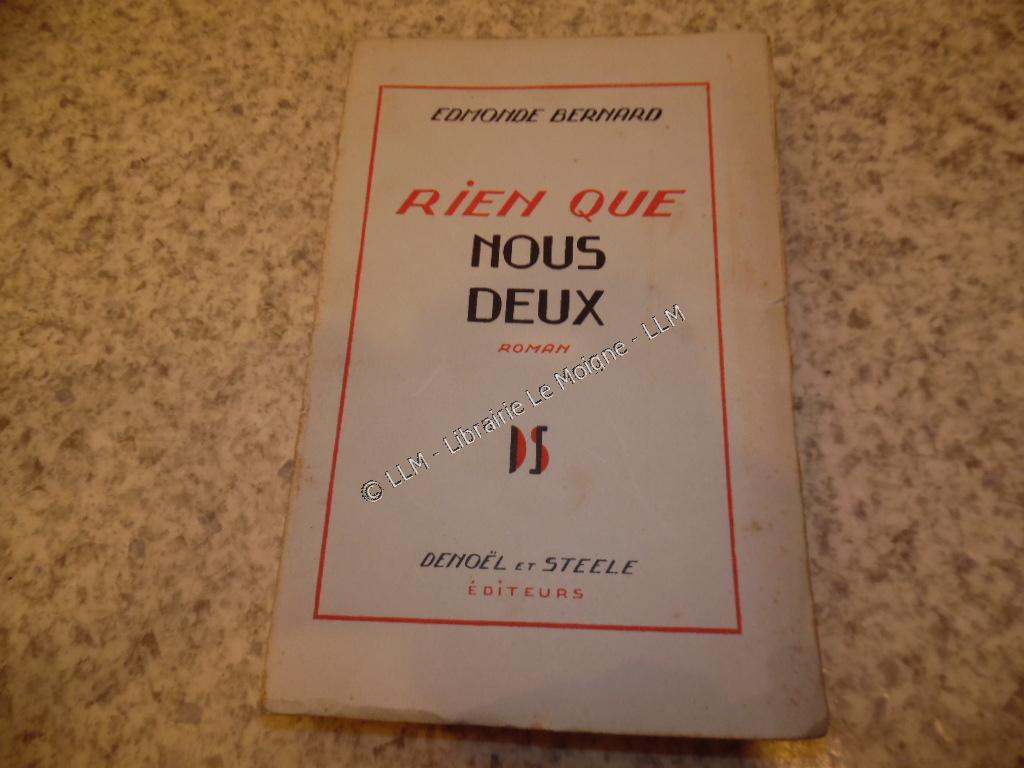 EDMONDE BERNARD
RiEN QUE
NOUS
DEUX
ROMAN
© LLM - Librairie Le Moigne - LLM
DS
DENOËL ET STEELE
ÉDiTEURS